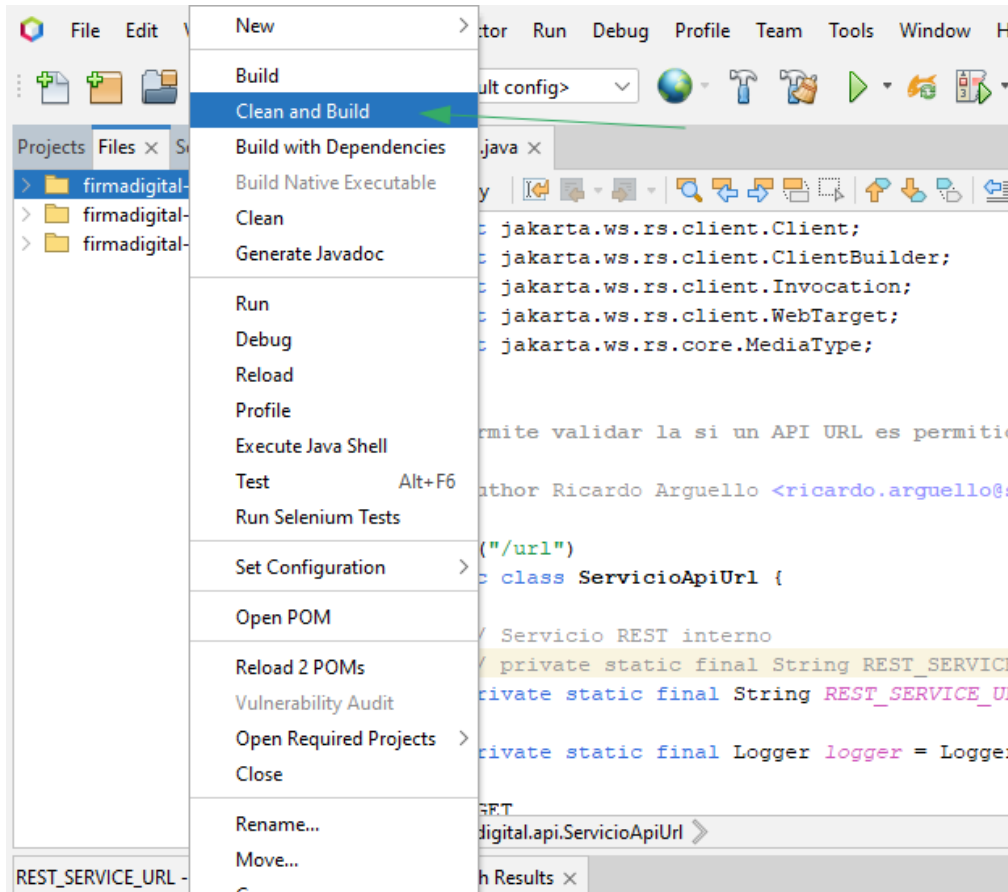 File Edit
ctor Run Debug Profile Team Tools Window H
New
Build
Clean and Build
Build with Dependencies
Build Native Executable
Clean
Generate Javadoc
Run
Debug
Reload
Profile
Execute Java Shell
Test Alt+F6
Run Selenium Tests
Set Configuration
Open POM
Reload 2 POMs
Vulnerability Audit
Open Required Projects
Close
Rename...
Move...
ult config>
Projects Files
.java
firmadigital-
firmadigital-
firmadigital-
y
t jakarta.ws.rs.client.Client;
t jakarta.ws.rs.client.ClientBuilder;
t jakarta.ws.rs.client.Invocation;
t jakarta.ws.rs.client.WebTarget;
t jakarta.ws.rs.core.MediaType;
rmite validar la si un API URL es permitid
uthor Ricardo Arguello <ricardo.arguello@s
("/url")
c class ServicioApiUrl {
/ Servicio REST interno
/ private static final String REST_SERVICE
rivate static final String REST_SERVICE_UR
rivate static final Logger logger = Logger
GET
digital.api.ServicioApiUrl
REST_SERVICE_URL -
h Results